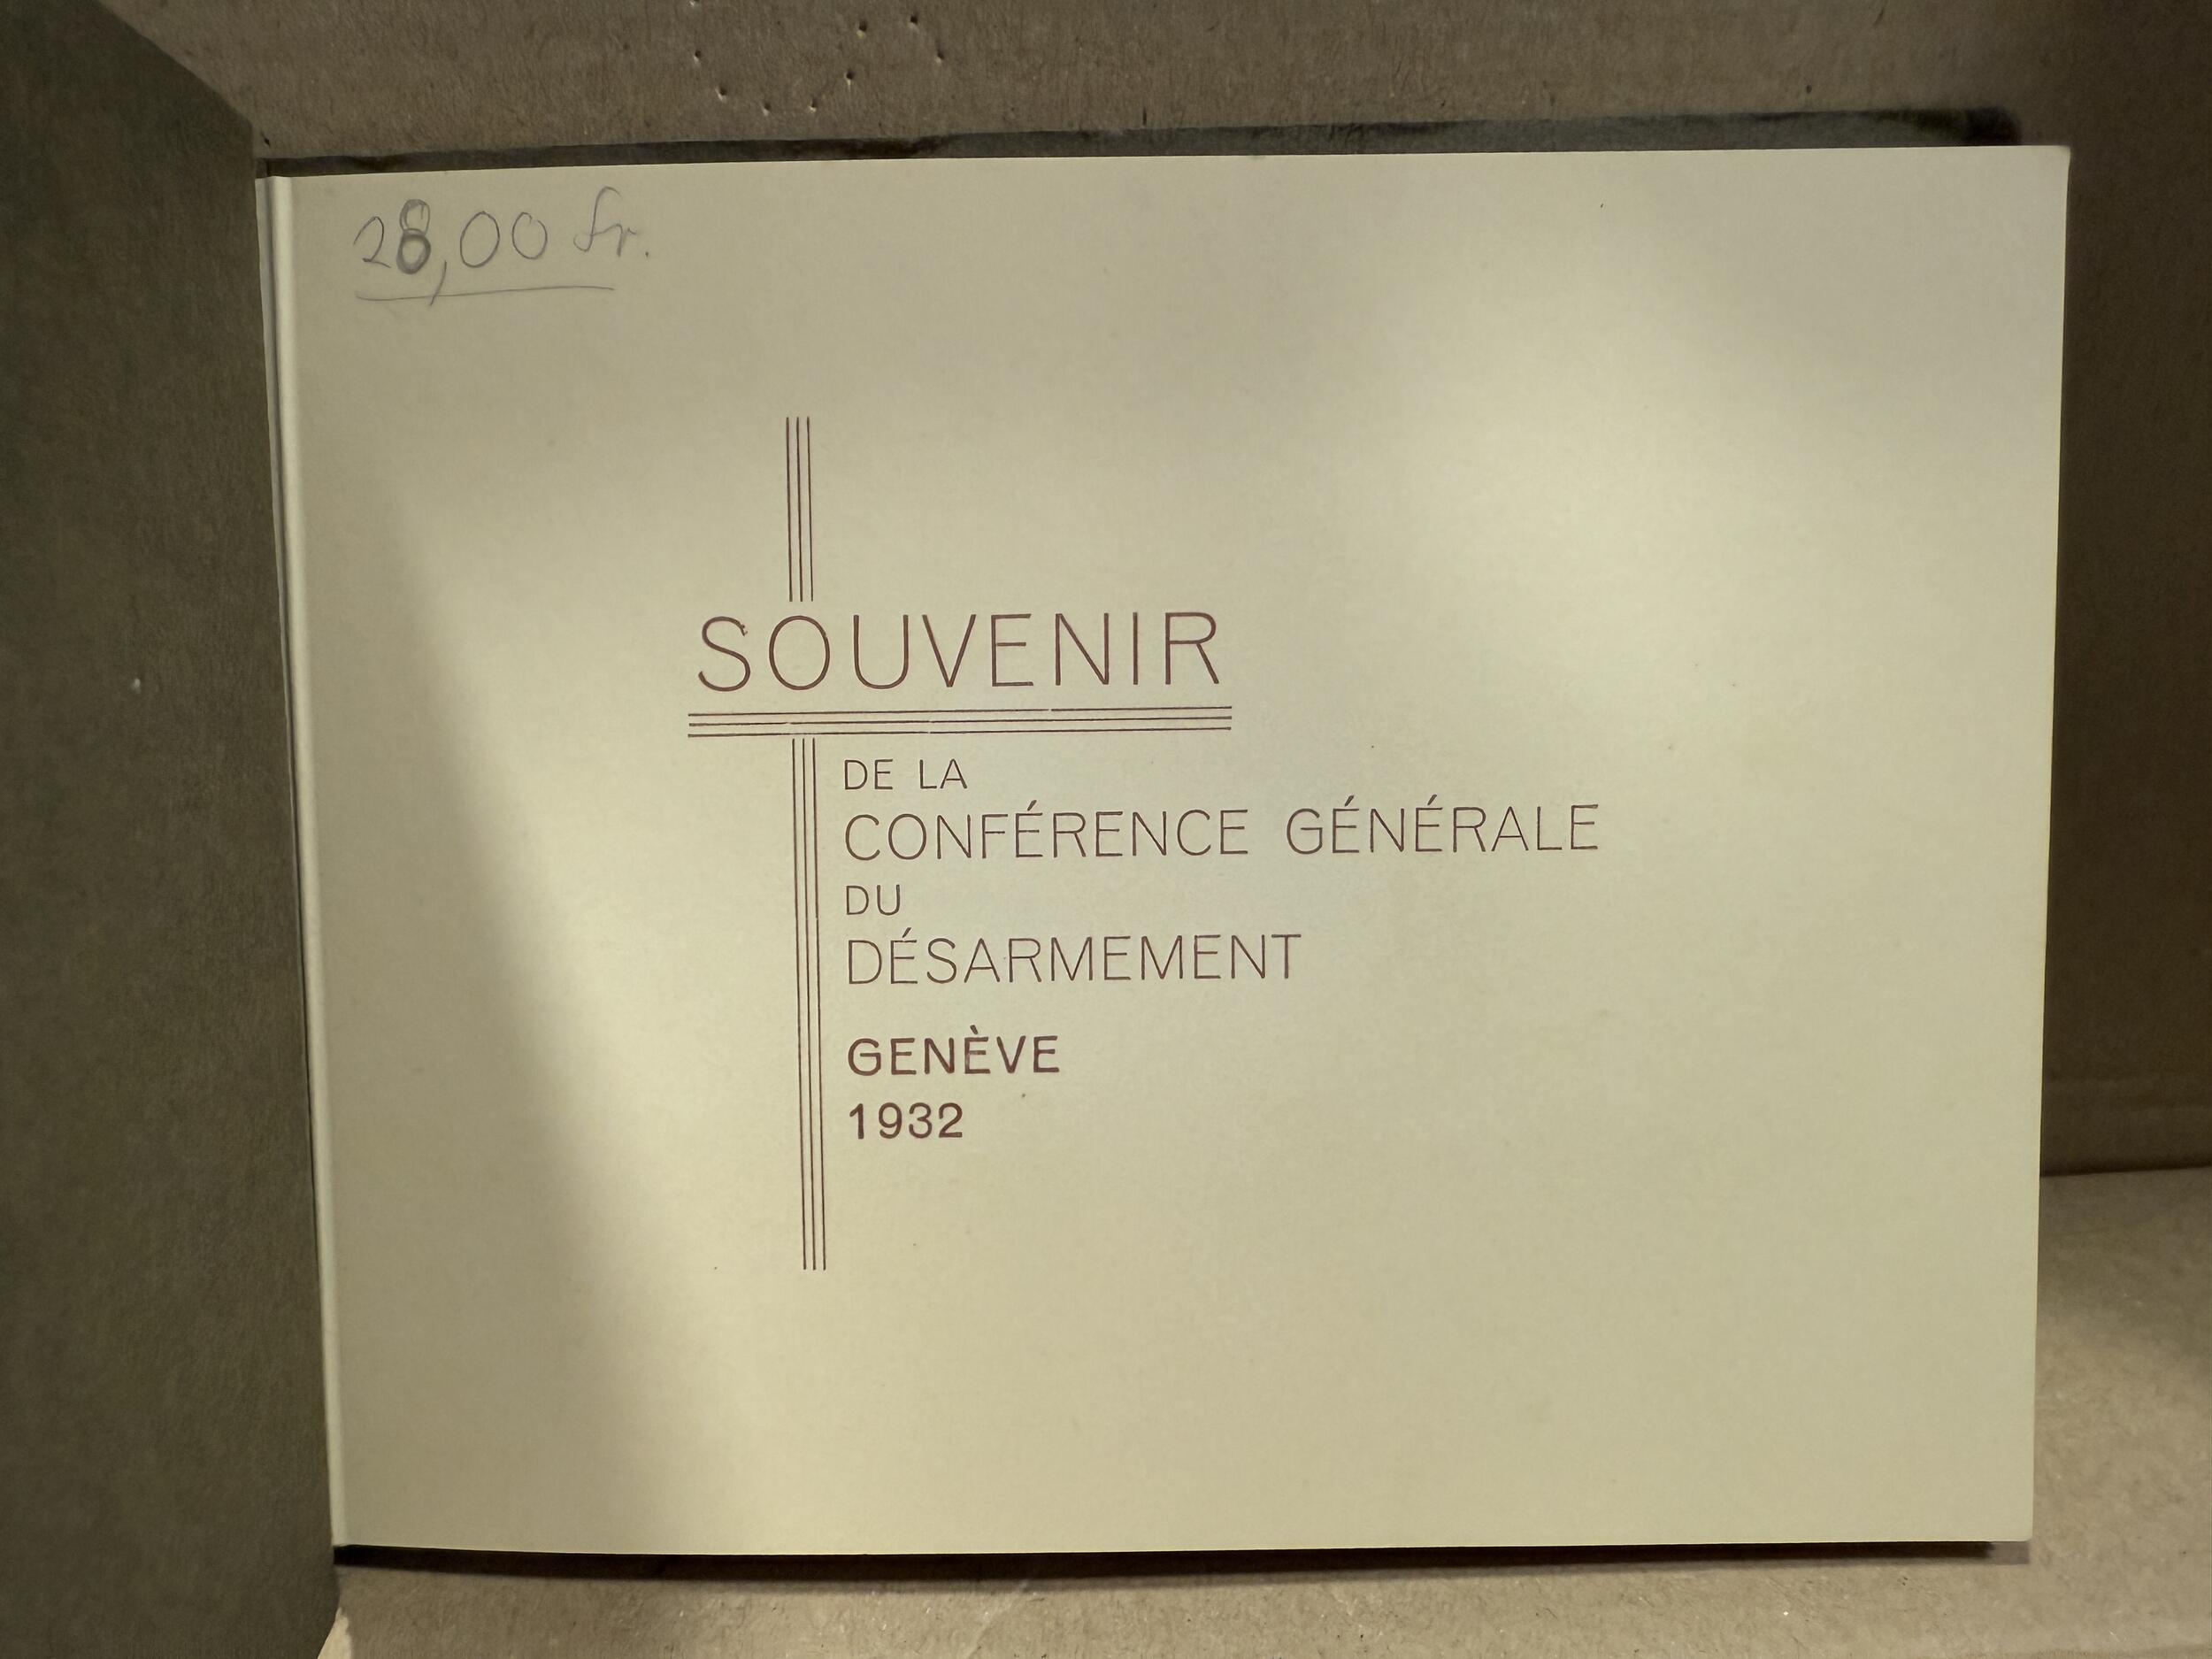 28,00 fr.
SOUVENIR
DE LA
CONFÉRENCE GÉNÉRALE
DU
DÉSARMEMENT
GENÈVE
1932